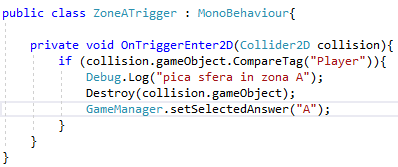 public class ZoneATrigger : MonoBehaviour{
private void OnTriggerEnter2D(Collider2D collision){
if (collision.gameObject.CompareTag("Player")){
Debug.Log("pica sfera in zona A");
Destroy(collision.gameObject);
GameManager.setSelectedAnswer("A");
}
}
}